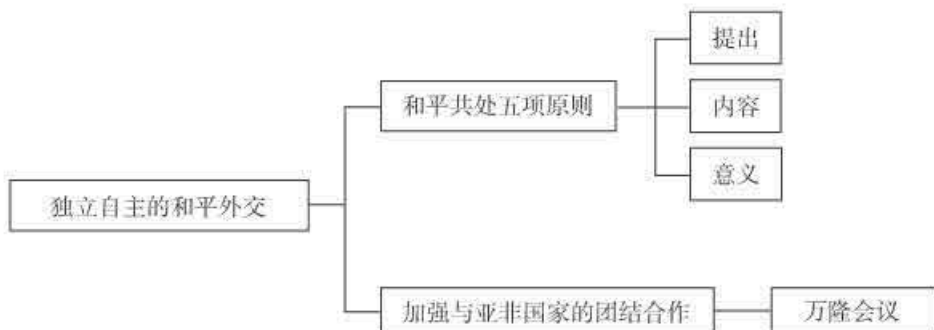 独立自主的和平外交
和平共处五项原则
提出
内容
意义
加强与亚非国家的团结合作
万隆会议